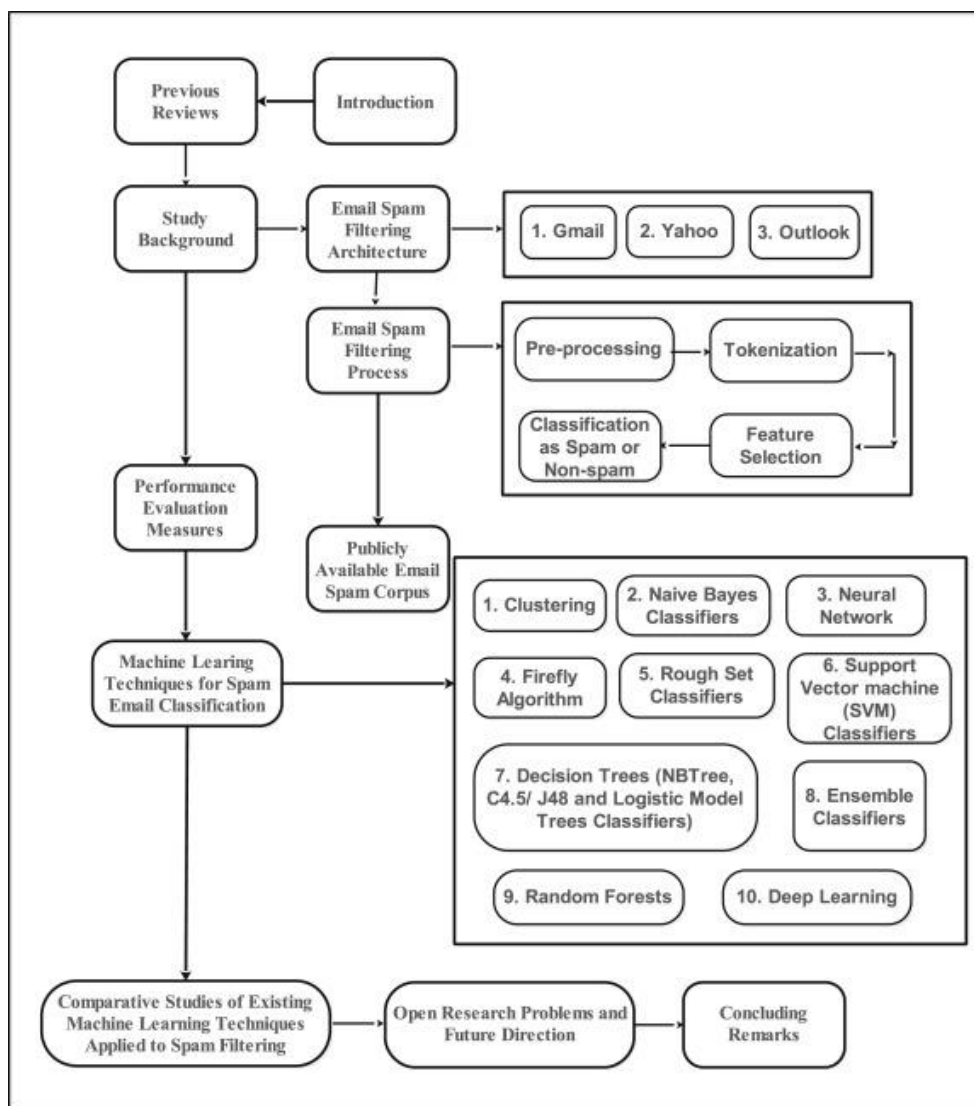 Previous
Reviews
Introduction
Study
Background
Email Spam
Filtering
Architecture
1. Gmail
2. Yahoo
3. Outlook
Email Spam
Filtering
Process
Pre-processing
Tokenization
Classification
as Spam or
Non-spam
Feature
Selection
Performance
Evaluation
Measures
Publicly
Available Email
Spam Corpus
Machine Learing
Techniques for Spam
Email Classification
1. Clustering
2. Naive Bayes
Classifiers
3. Neural
Network
4. Firefly
Algorithm
5. Rough Set
Classifiers
6. Support
Vector machine
(SVM)
Classifiers
7. Decision Trees (NBTree,
C4.5/ J48 and Logistic Model
Trees Classifiers)
8. Ensemble
Classifiers
9. Random Forests
10. Deep Learning
Comparative Studies of Existing
Machine Learning Techniques
Applied to Spam Filtering
Open Research Problems and
Future Direction
Concluding
Remarks